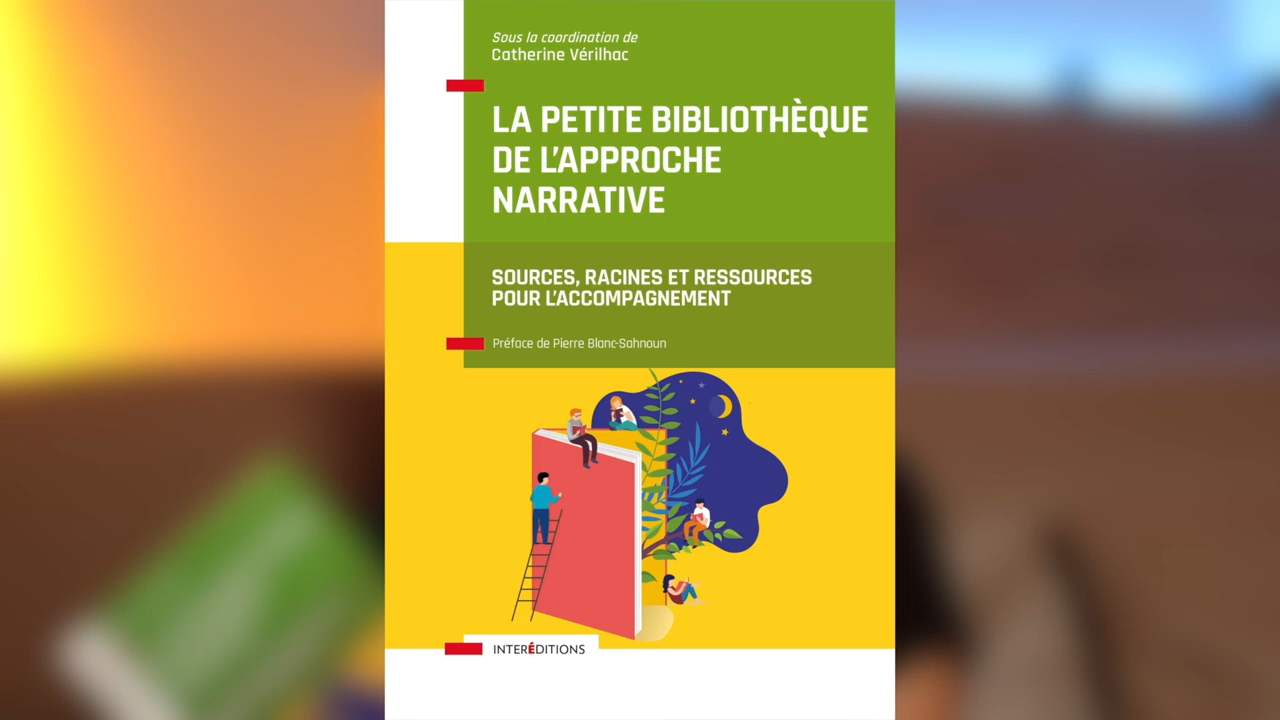 Sous la coordination de
Catherine Vérilhac
LA PETITE BIBLIOTHÈQUE
DE L'APPROCHE
NARRATIVE
SOURCES, RACINES ET RESSOURCES
POUR L'ACCOMPAGNEMENT
Préface de Pierre Blanc-Sahnoun
INTERÉDITIONS